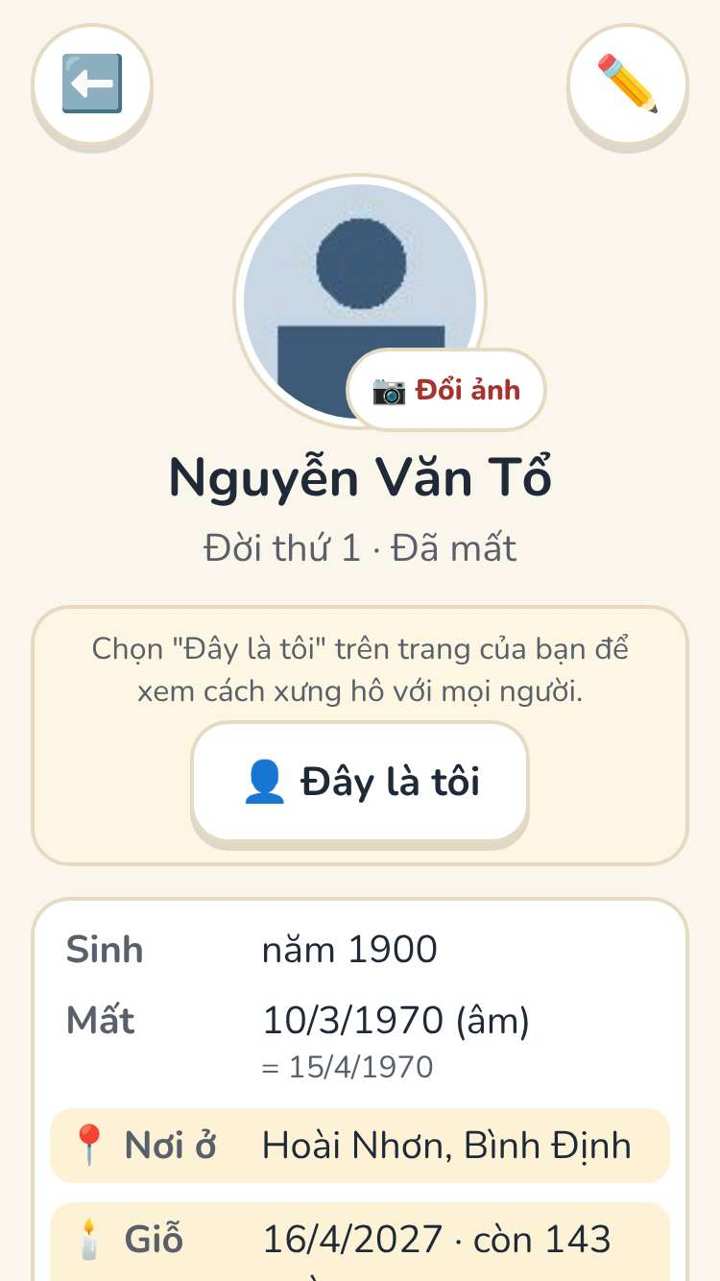 Đổi ảnh
Nguyễn Văn Tổ
Đời thứ 1 · Đã mất
Chọn "Đây là tôi" trên trang của bạn để
xem cách xưng hô với mọi người.
Đây là tôi
Sinh năm 1900
Mất 10/3/1970 (âm)
= 15/4/1970
Nơi ở Hoài Nhơn, Bình Định
Giỗ 16/4/2027 · còn 143